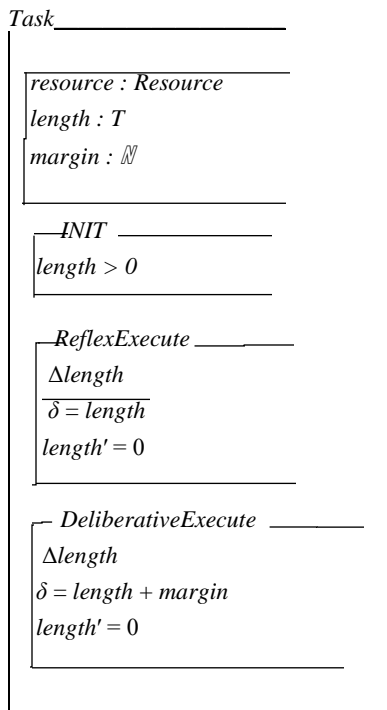 Task
resource : Resource
length : T
margin : ℕ
INIT
length > 0
ReflexExecute
Δlength
δ = length
length′ = 0
DeliberativeExecute
Δlength
δ = length + margin
length′ = 0